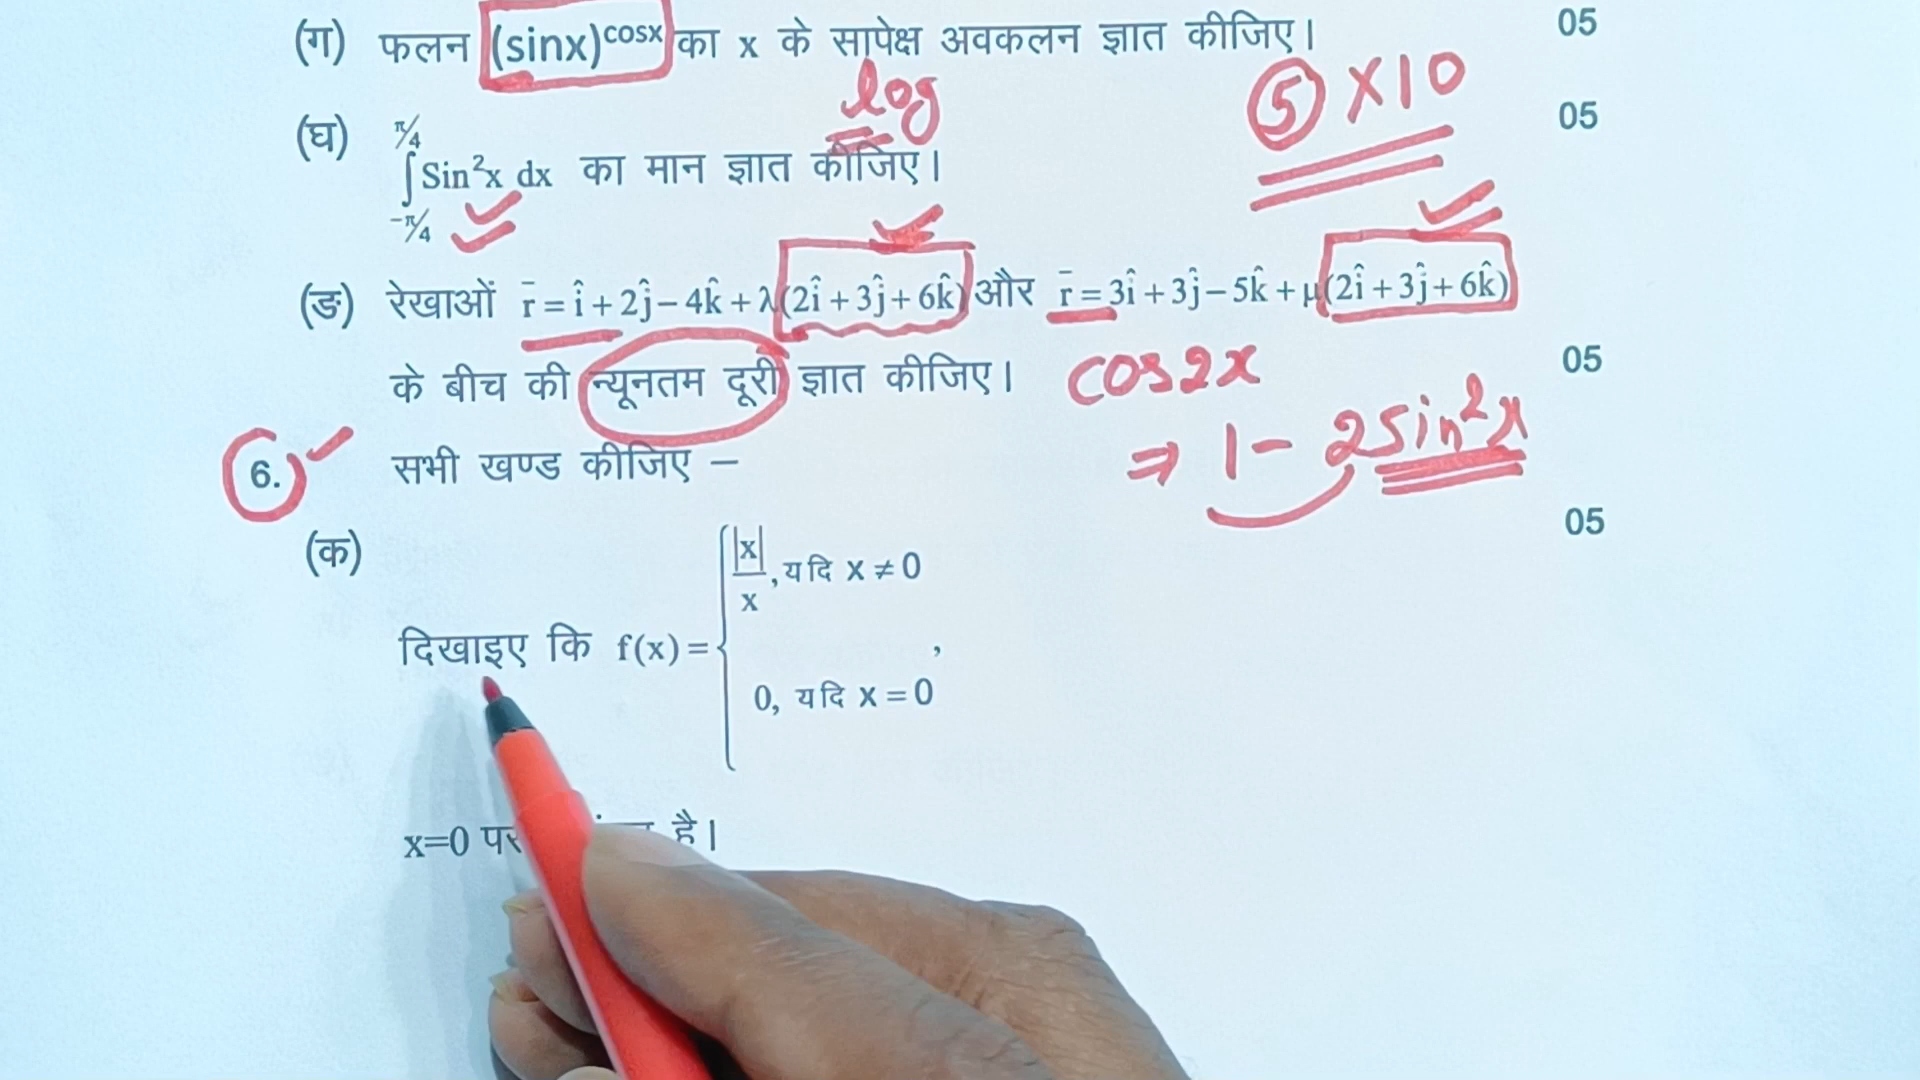 (ग) फलन (sinx)^cosx का x के सापेक्ष अवकलन ज्ञात कीजिए। 05
log
⑤ ×10
(घ) ∫_{-π/4}^{π/4} Sin²x dx का मान ज्ञात कीजिए। 05
(ङ) रेखाओं r̄ = î + 2ĵ – 4k̂ + λ(2î + 3ĵ + 6k̂) और r̄ = 3î + 3ĵ – 5k̂ + μ(2î + 3ĵ + 6k̂)
के बीच की न्यूनतम दूरी ज्ञात कीजिए। 05
cos2x
⇒ 1 - 2sin²x
6. सभी खण्ड कीजिए –
(क) 05
|x|/x, यदि x ≠ 0
दिखाइए कि f(x) = { ,
0, यदि x = 0
x=0 पर है।